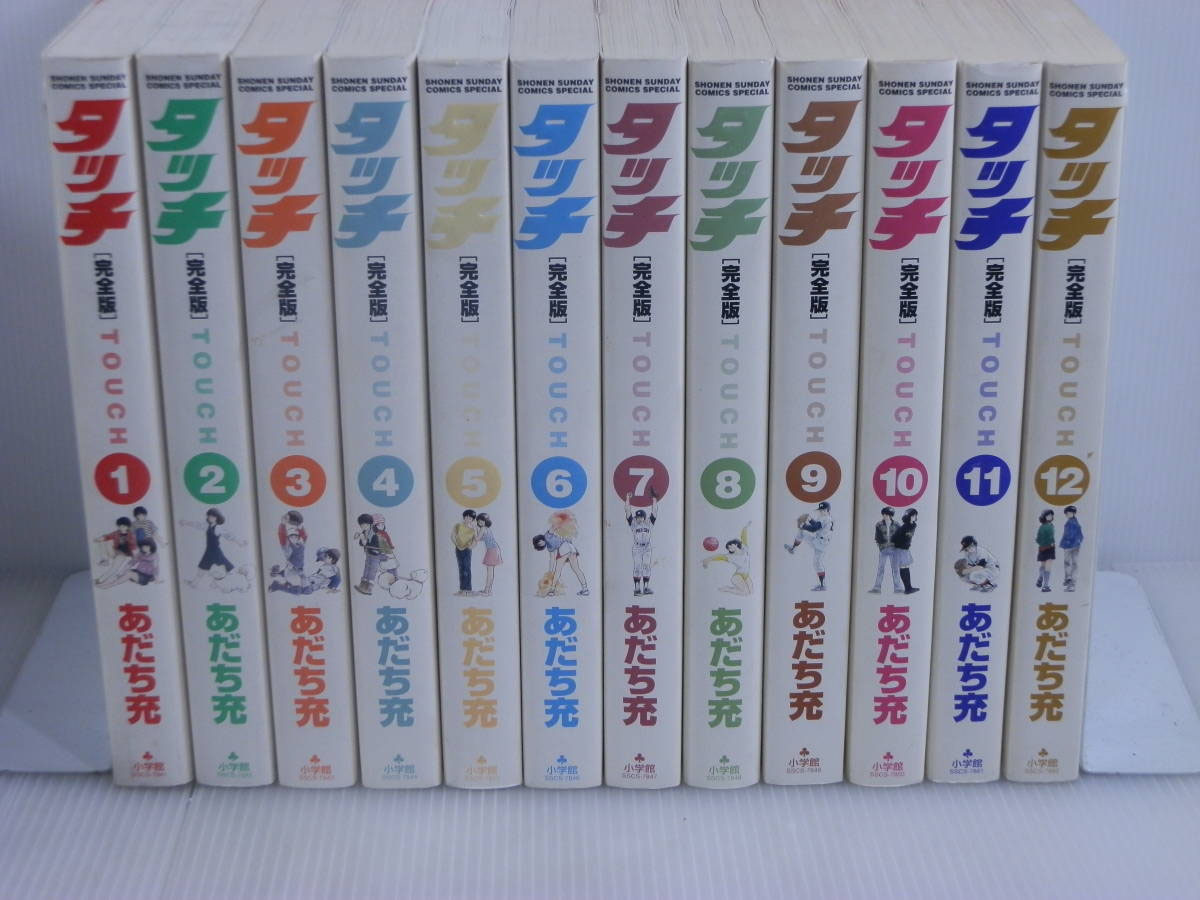 SHONEN SUNDAY
COMICS SPECIAL
タッチ
[完全版]
TOUCH
1
あだち充
小学館
SHONEN SUNDAY
COMICS SPECIAL
タッチ
[完全版]
TOUCH
2
あだち充
小学館
SHONEN SUNDAY
COMICS SPECIAL
タッチ
[完全版]
TOUCH
3
あだち充
小学館
SHONEN SUNDAY
COMICS SPECIAL
タッチ
[完全版]
TOUCH
4
あだち充
小学館
SHONEN SUNDAY
COMICS SPECIAL
タッチ
[完全版]
TOUCH
5
あだち充
小学館
SHONEN SUNDAY
COMICS SPECIAL
タッチ
[完全版]
TOUCH
6
あだち充
小学館
SSCS-7946
SHONEN SUNDAY
COMICS SPECIAL
タッチ
[完全版]
TOUCH
7
あだち充
小学館
SSCS-7947
SHONEN SUNDAY
COMICS SPECIAL
タッチ
[完全版]
TOUCH
8
あだち充
小学館
SSCS-7948
SHONEN SUNDAY
COMICS SPECIAL
タッチ
[完全版]
TOUCH
9
あだち充
小学館
SSCS-7949
SHONEN SUNDAY
COMICS SPECIAL
タッチ
[完全版]
TOUCH
10
あだち充
小学館
SSCS-7950
SHONEN SUNDAY
COMICS SPECIAL
タッチ
[完全版]
TOUCH
11
あだち充
小学館
SSCS-7951
SHONEN SUNDAY
COMICS SPECIAL
タッチ
[完全版]
TOUCH
12
あだち充
小学館